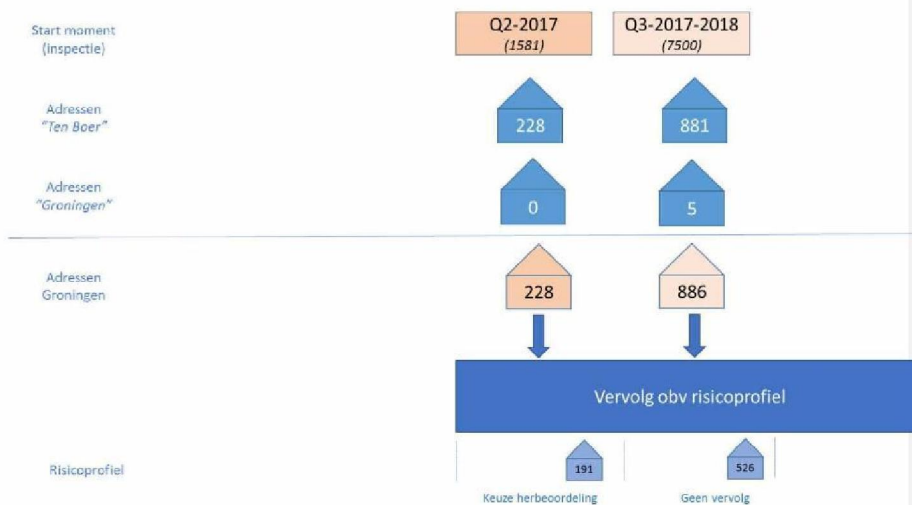 Start moment
(inspectie)
Q2-2017
(1581)
Q3-2017-2018
(7500)
Adressen
"Ten Boer"
228
881
Adressen
"Groningen"
0
5
Adressen
Groningen
228
886
Vervolg obv risicoprofiel
Risicoprofiel
191
526
Keuze herbeoordeling
Geen vervolg